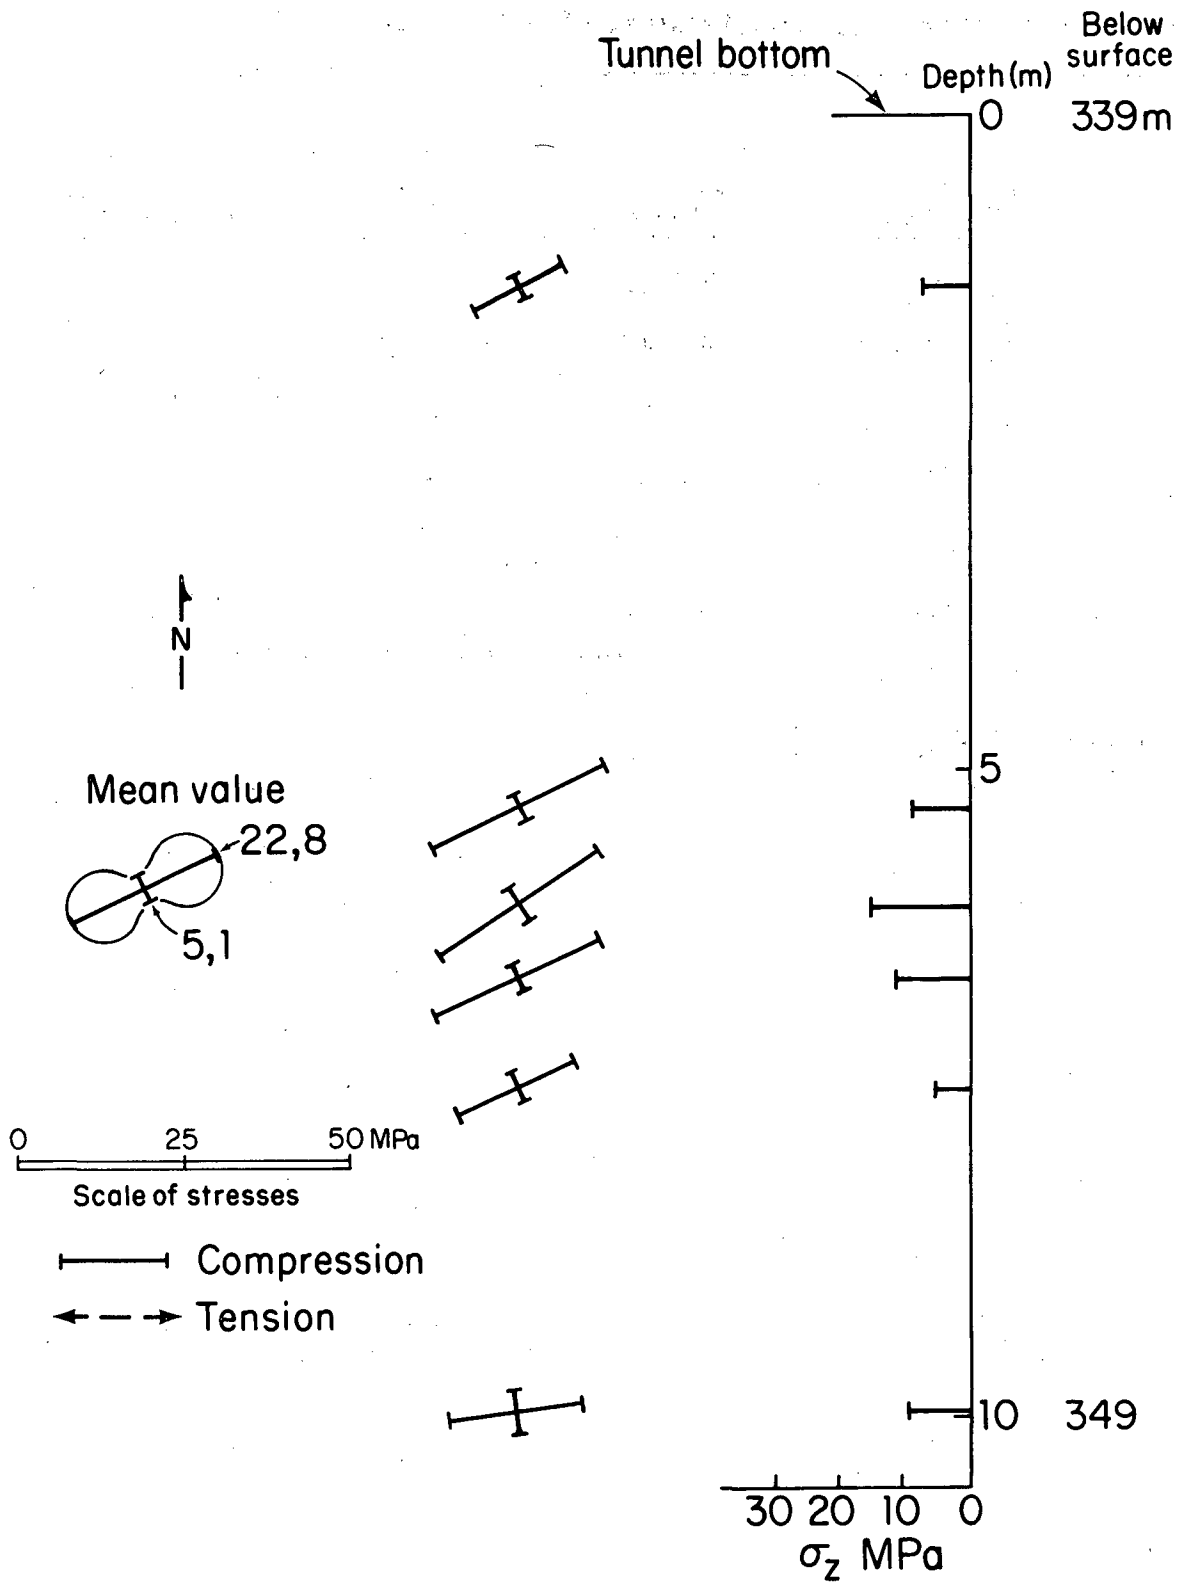 Below
surface
Tunnel bottom
Depth (m)
0 339m
N
5
Mean value
22,8
5,1
0 25 50 MPa
Scale of stresses
Compression
Tension
10 349
30 20 10 0
σz MPa